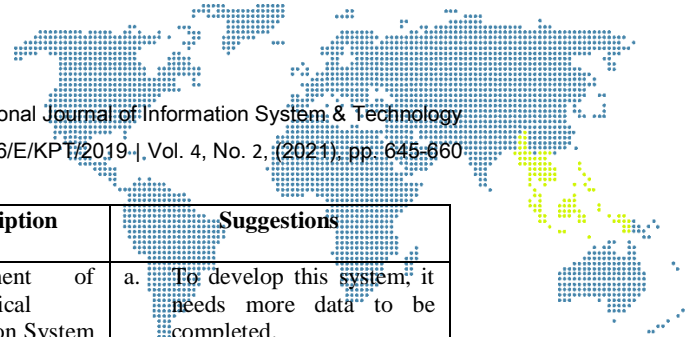 onal Journal of Information System & Technology
6/E/KPT/2019 | Vol. 4, No. 2, (2021), pp. 645-660
iption Suggestions
ment of a. To develop this system, it
ical needs more data to be
on System completed.